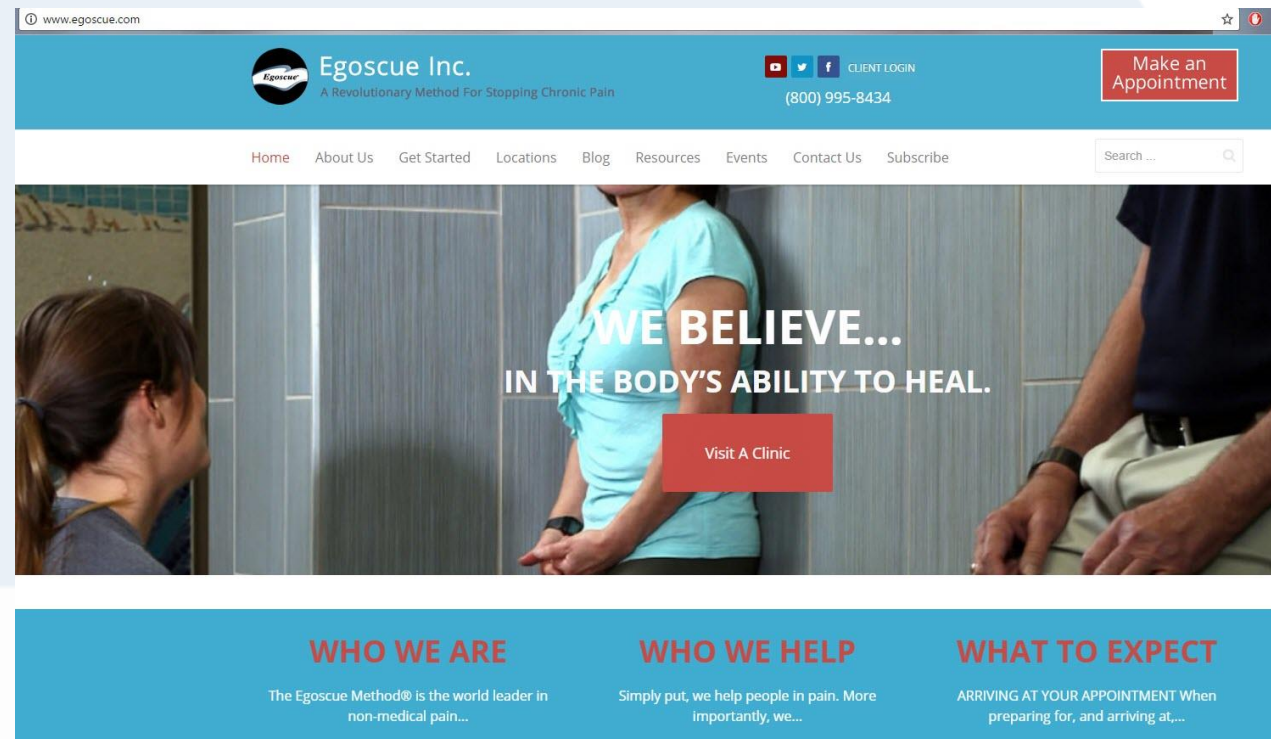 www.egoscue.com
Egoscue
Egoscue Inc.
A Revolutionary Method For Stopping Chronic Pain
CLIENT LOGIN
(800) 995-8434
Make an
Appointment
Home About Us Get Started Locations Blog Resources Events Contact Us Subscribe
Search ...
WE BELIEVE...
IN THE BODY'S ABILITY TO HEAL.
Visit A Clinic
WHO WE ARE
The Egoscue Method® is the world leader in
non-medical pain...
WHO WE HELP
Simply put, we help people in pain. More
importantly, we...
WHAT TO EXPECT
ARRIVING AT YOUR APPOINTMENT When
preparing for, and arriving at,...